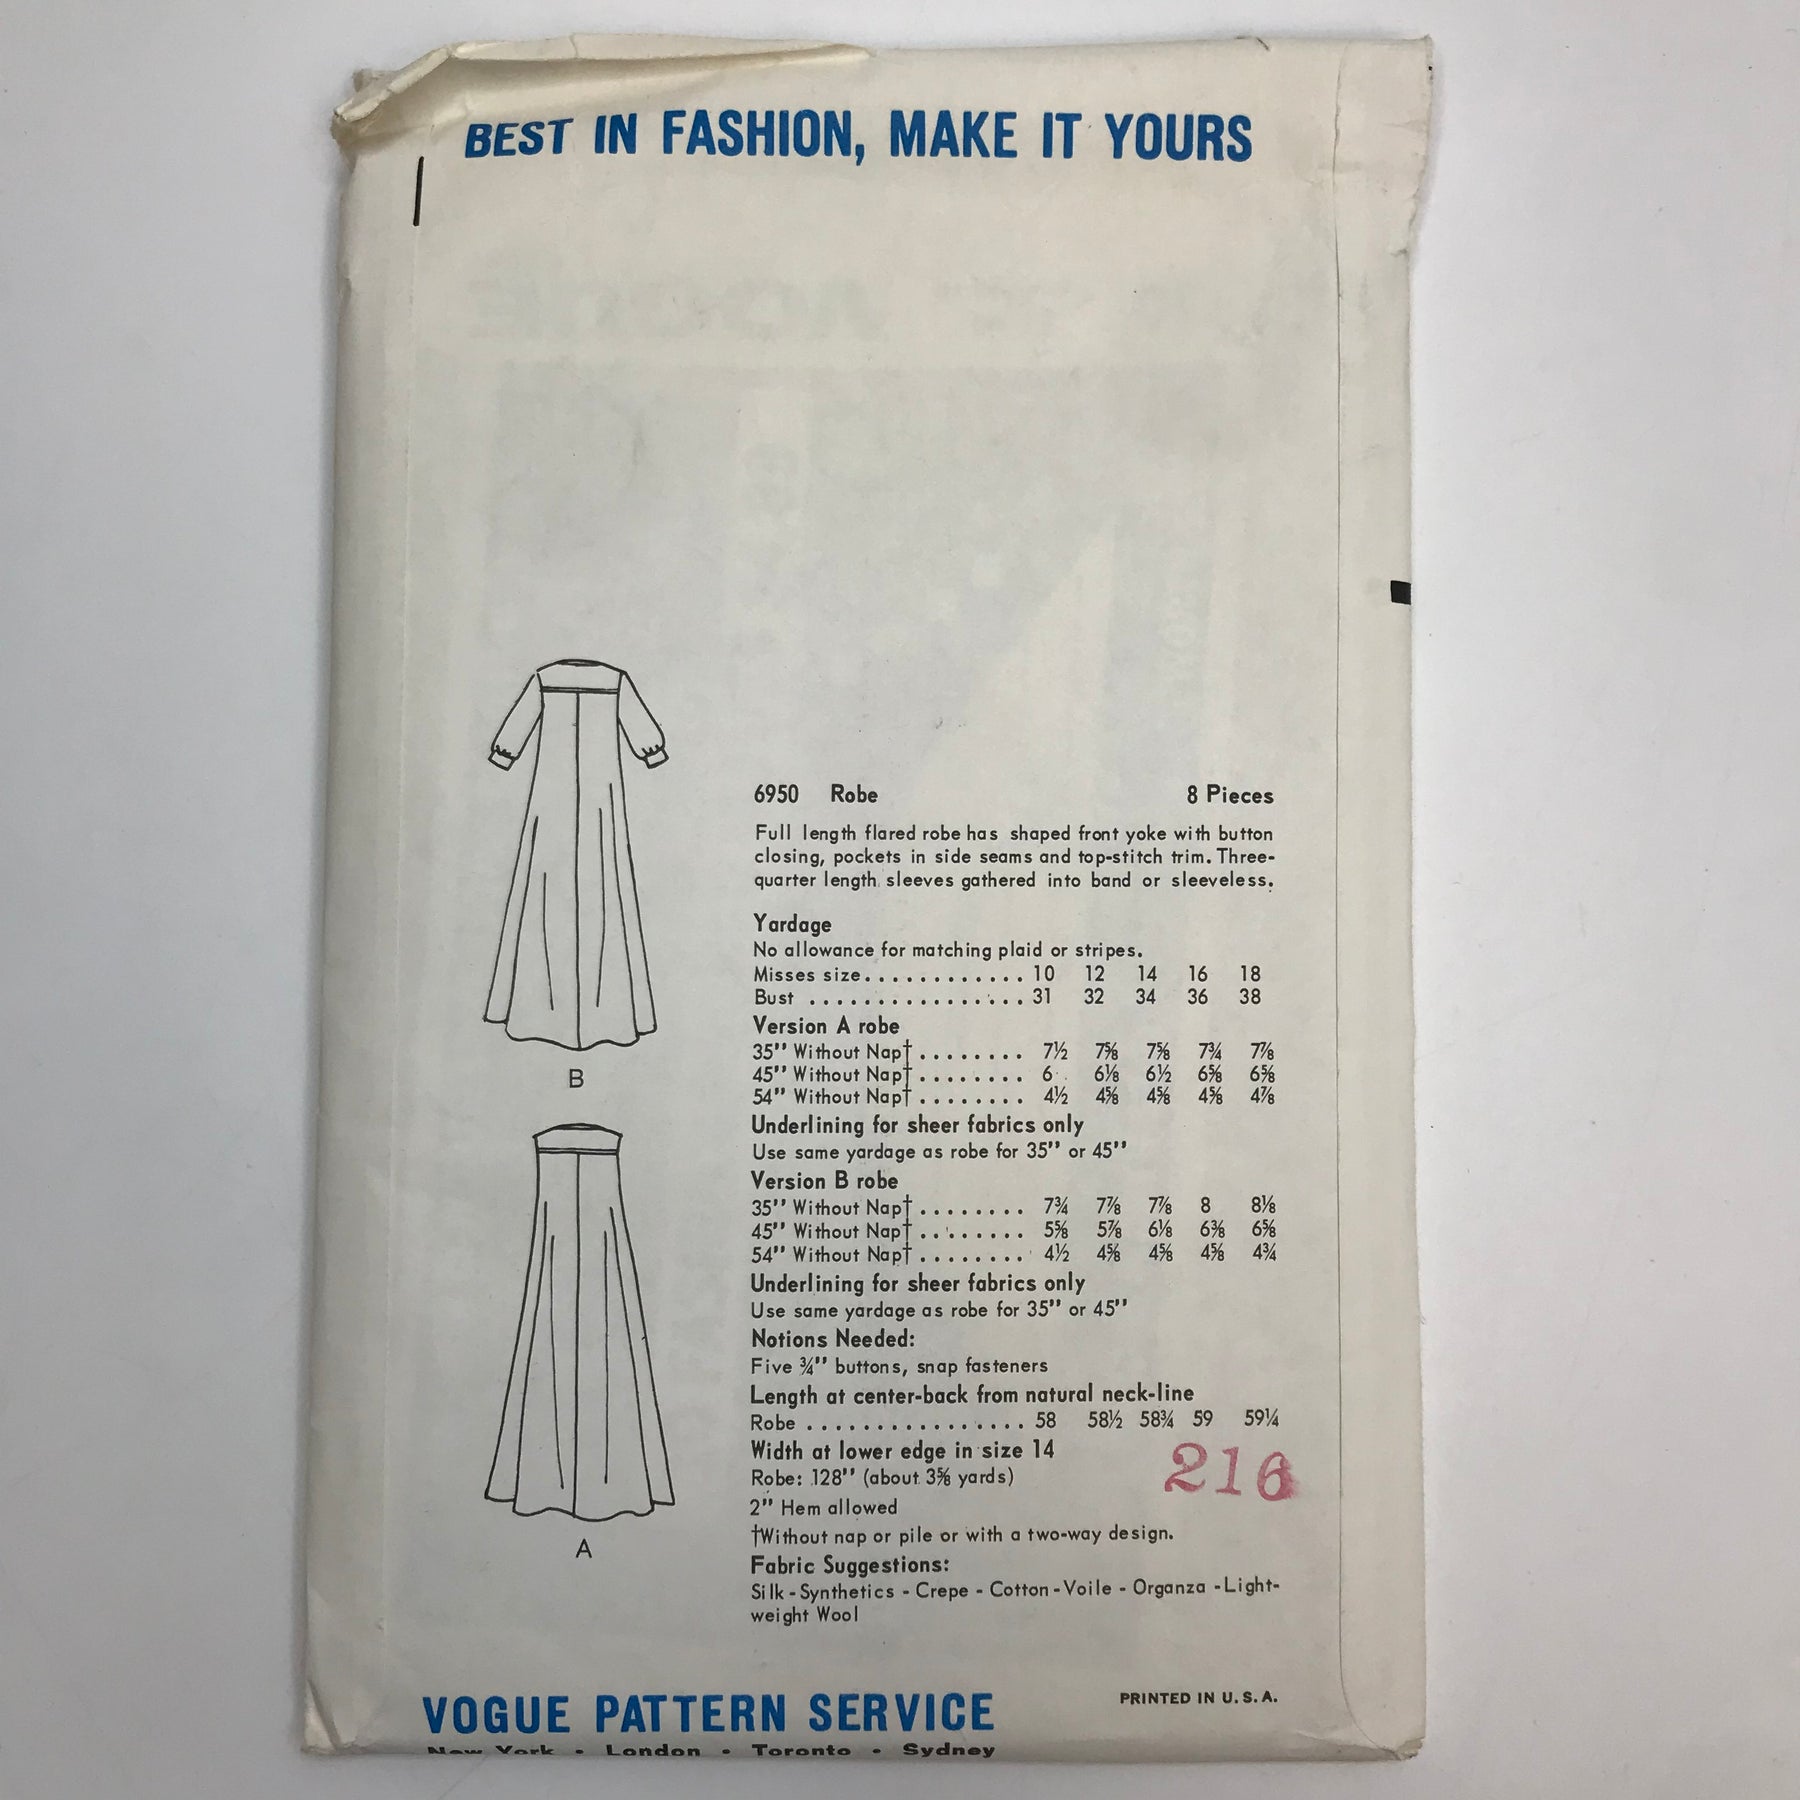 BEST IN FASHION, MAKE IT YOURS
6950 Robe 8 Pieces
Full length flared robe has shaped front yoke with button
closing, pockets in side seams and top-stitch trim. Three-
quarter length sleeves gathered into band or sleeveless.
Yardage
No allowance for matching plaid or stripes.
Misses size............ 10 12 14 16 18
Bust ................ 31 32 34 36 38
Version A robe
35" Without Nap†........ 7½ 7⅝ 7⅝ 7¾ 7⅞
45" Without Nap†........ 6 6⅛ 6½ 6⅝ 6⅝
54" Without Nap†........ 4½ 4⅝ 4⅝ 4⅝ 4⅞
Underlining for sheer fabrics only
Use same yardage as robe for 35" or 45"
Version B robe
35" Without Nap†........ 7¾ 7⅞ 7⅞ 8 8⅛
45" Without Nap†........ 5⅝ 5⅞ 6⅛ 6⅜ 6⅝
54" Without Nap†........ 4½ 4⅝ 4⅝ 4⅝ 4¾
Underlining for sheer fabrics only
Use same yardage as robe for 35" or 45"
Notions Needed:
Five ¾" buttons, snap fasteners
Length at center-back from natural neck-line
Robe ................. 58 58½ 58¾ 59 59¼
Width at lower edge in size 14
Robe: 128" (about 3⅝ yards)
2" Hem allowed
†Without nap or pile or with a two-way design.
Fabric Suggestions:
Silk - Synthetics - Crepe - Cotton - Voile - Organza - Light-
weight Wool
216
B
A
VOGUE PATTERN SERVICE
New York • London • Toronto • Sydney
PRINTED IN U.S.A.